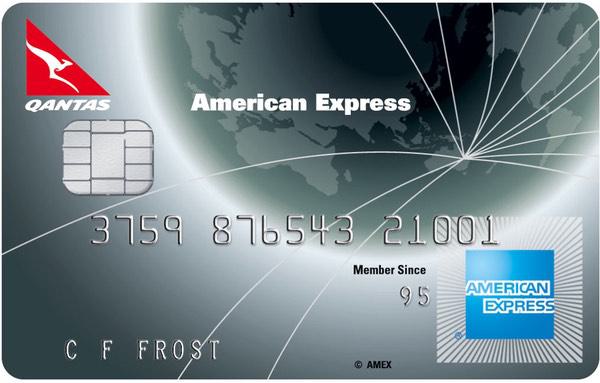 QANTAS
American Express
3759 876543 21001
Member Since
95
AMERICAN
EXPRESS
®
C F FROST
© AMEX